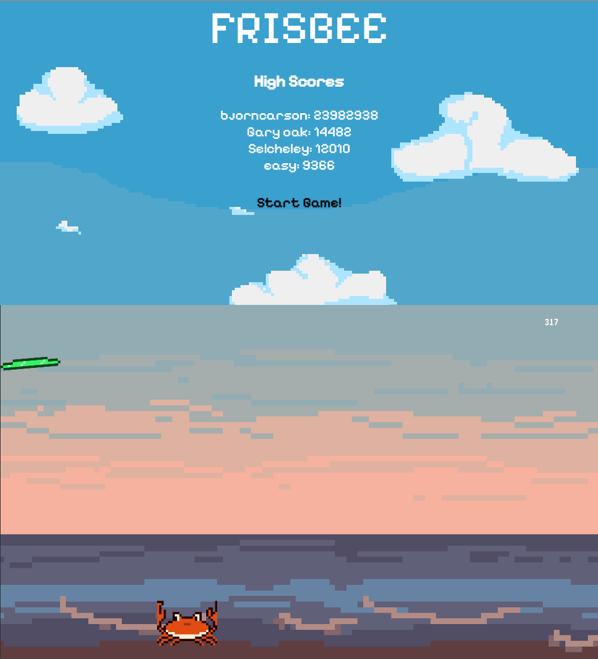 FRISBEE
High Scores
bjorncarson: 23982938
Gary oak: 14482
Selcheley: 12010
easy: 9366
Start Game!
317